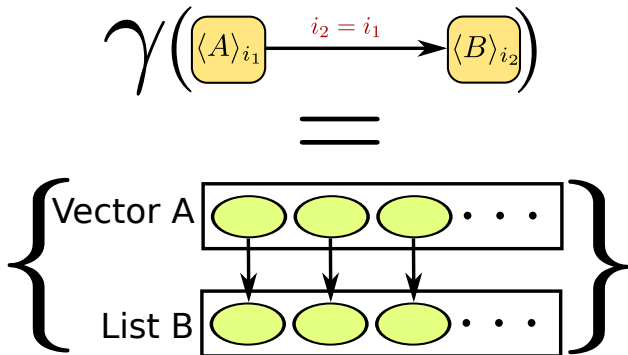 i₂ = i₁
γ(⟨A⟩i₁ ⟨B⟩i₂)
=
{
Vector A · · ·
List B · · ·
}